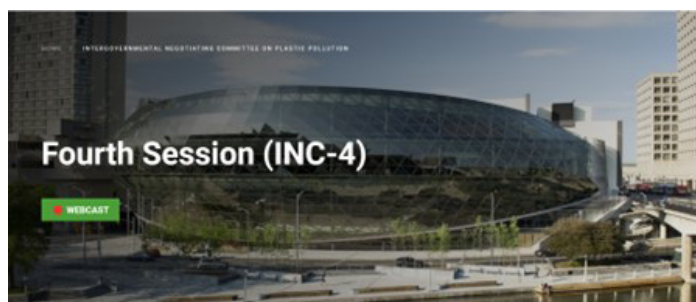 HOME
INTERGOVERNMENTAL NEGOTIATING COMMITTEE ON PLASTIC POLLUTION
Fourth Session (INC-4)
WEBCAST